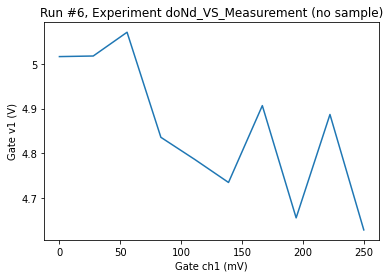 Run #6, Experiment doNd_VS_Measurement (no sample)
Gate v1 (V)
5
4.9
4.8
4.7
0 50 100 150 200 250
Gate ch1 (mV)